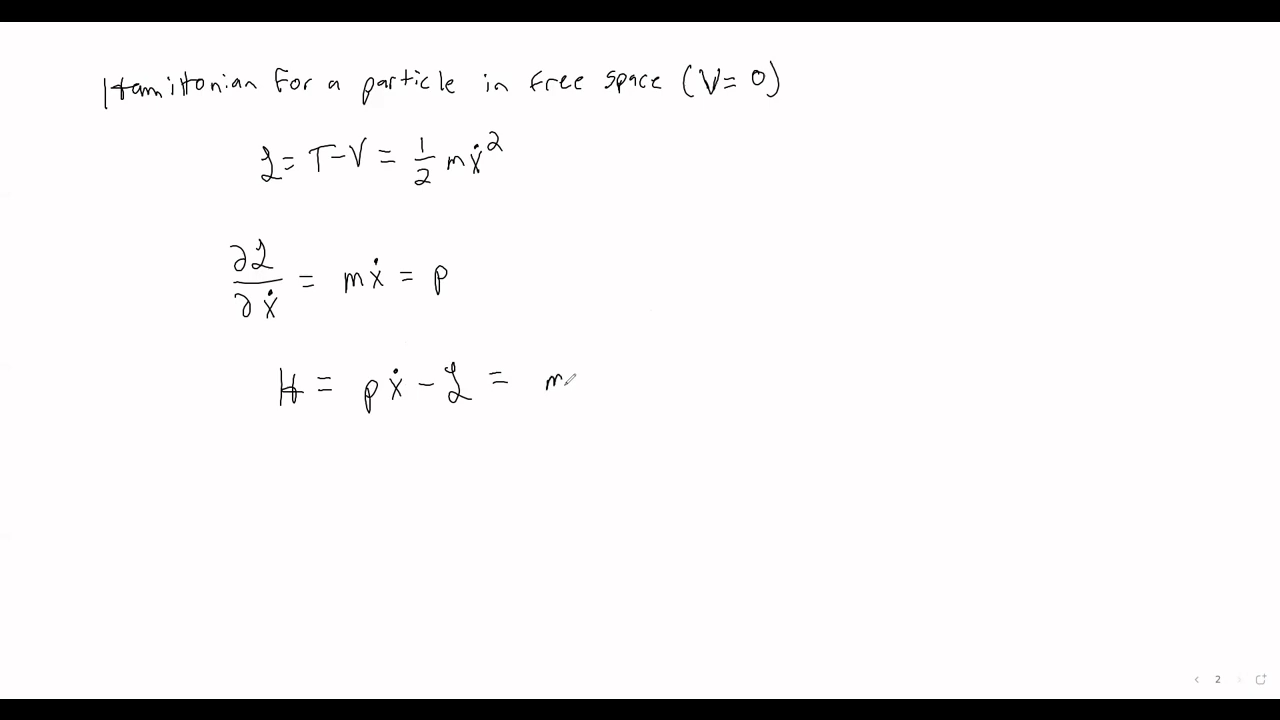 Hamiltonian for a particle in free space (V= 0)
ℒ = T-V = 1/2 mẋ²
∂ℒ/∂ẋ = mẋ = p
H = pẋ - ℒ = m
2